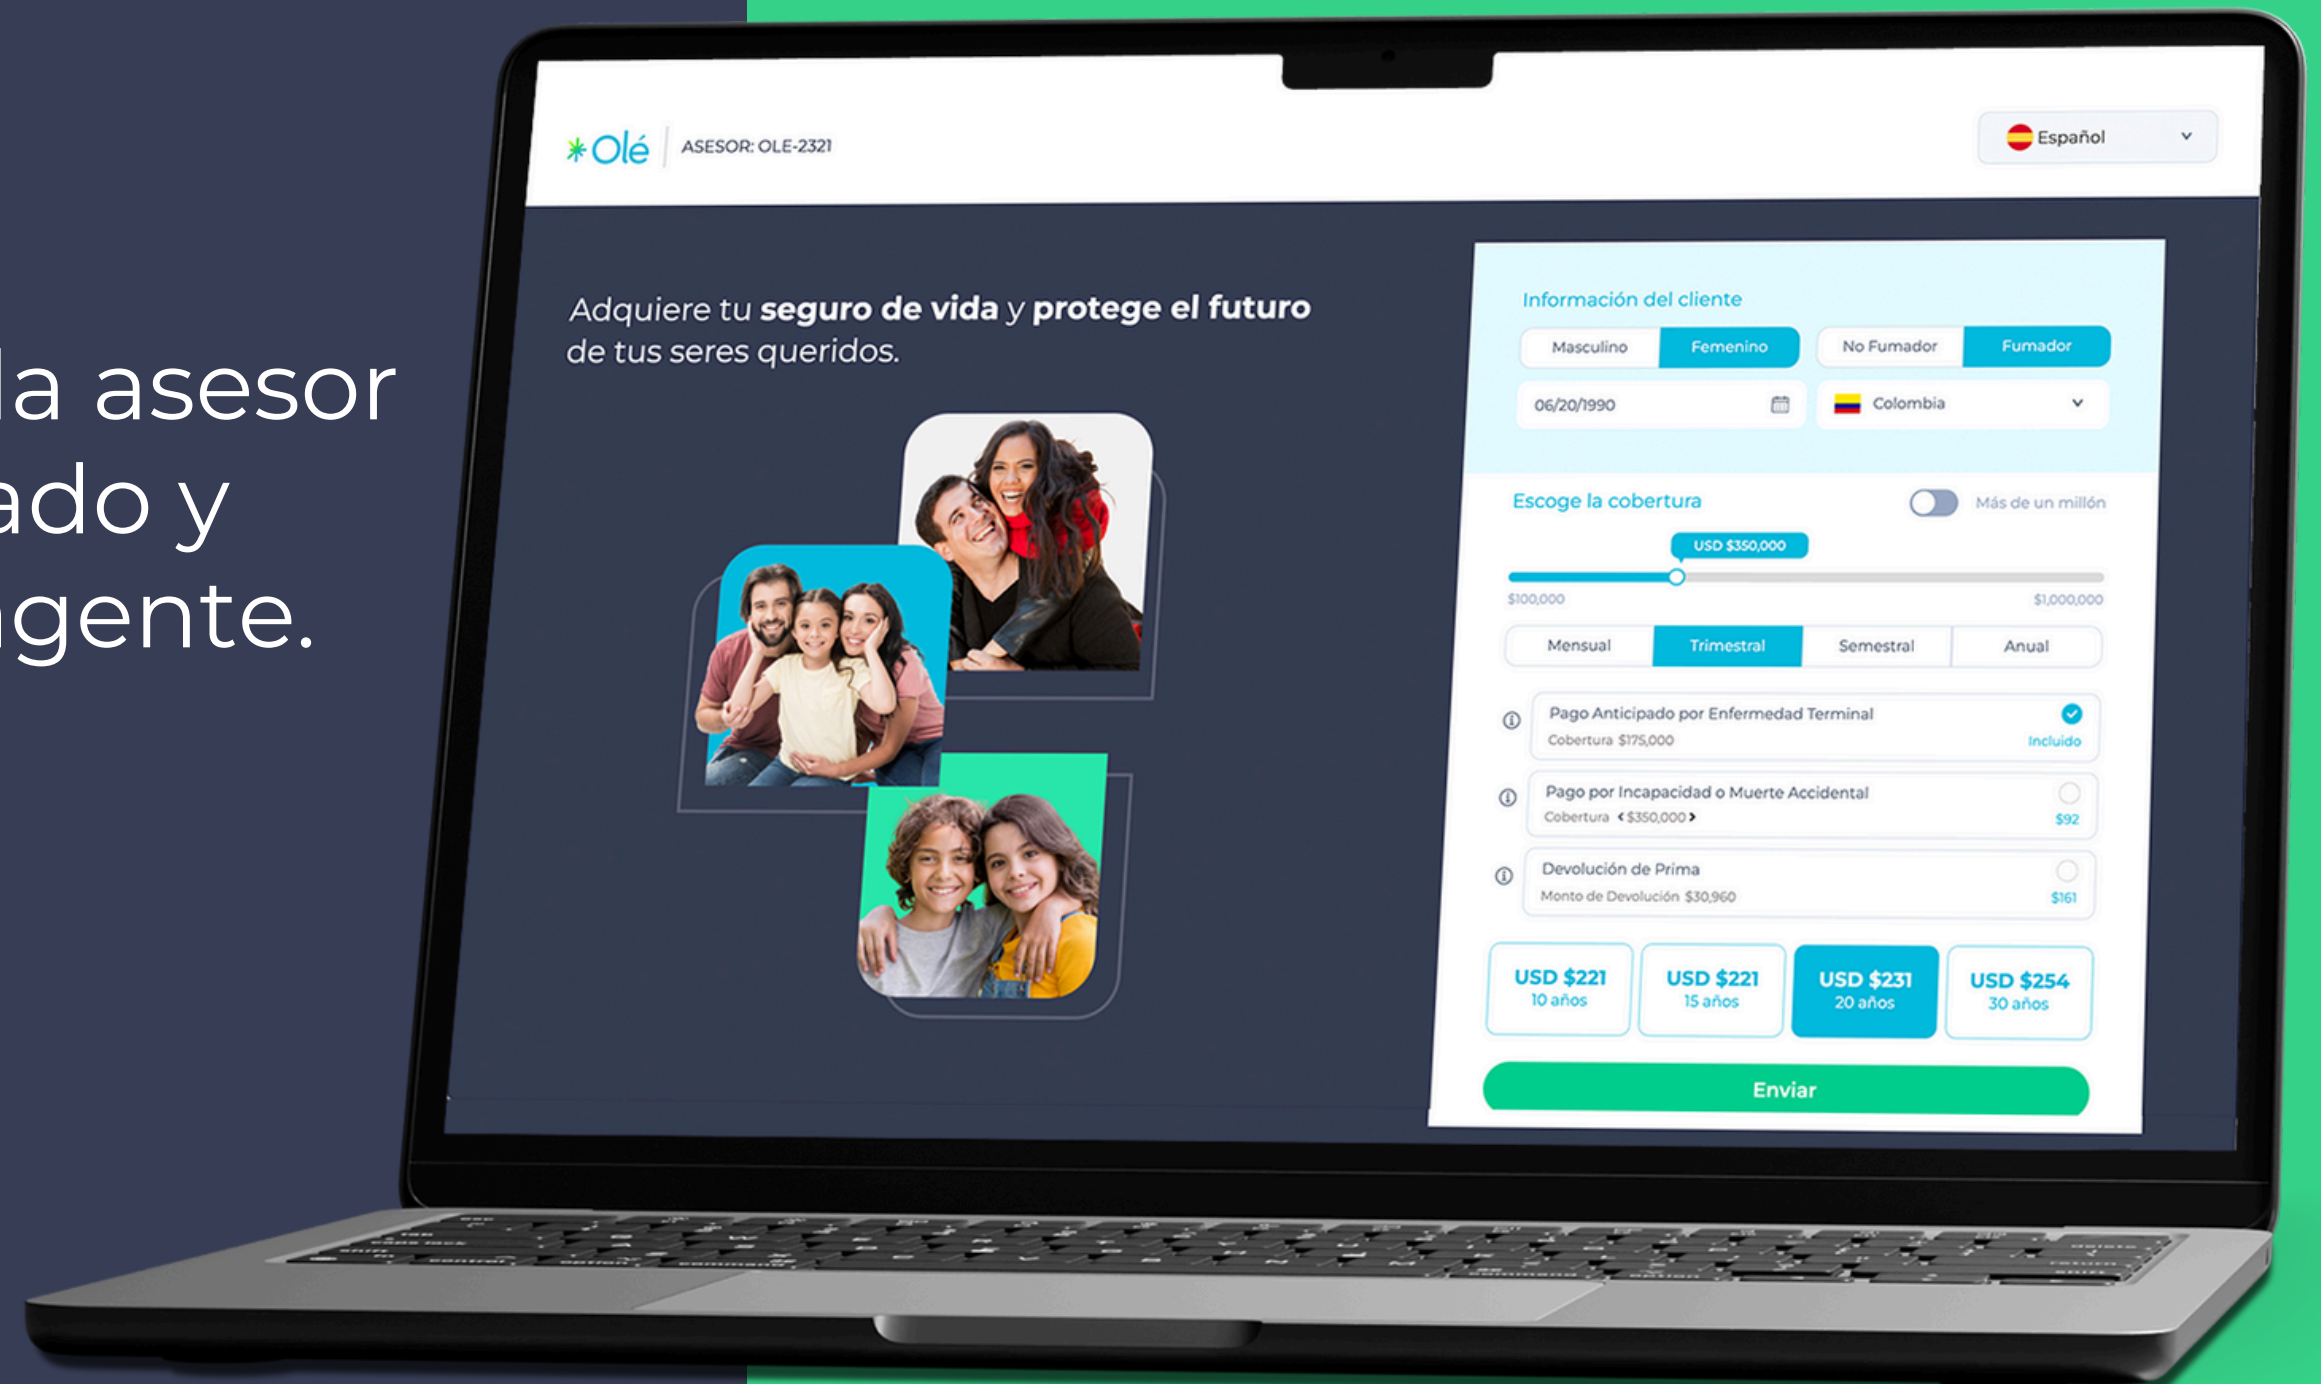 la asesor
ado y
gente.
Olé
ASESOR: OLE-2321
Español
Adquiere tu seguro de vida y protege el futuro
de tus seres queridos.
Información del cliente
Masculino Femenino No Fumador Fumador
06/20/1990 Colombia
Escoge la cobertura Más de un millón
USD $350,000
$100,000 $1,000,000
Mensual Trimestral Semestral Anual
Pago Anticipado por Enfermedad Terminal
Cobertura $175,000 Incluido
Pago por Incapacidad o Muerte Accidental
Cobertura <$350,000> $92
Devolución de Prima
Monto de Devolución $30,960 $161
USD $221 USD $221 USD $231 USD $254
10 años 15 años 20 años 30 años
Enviar